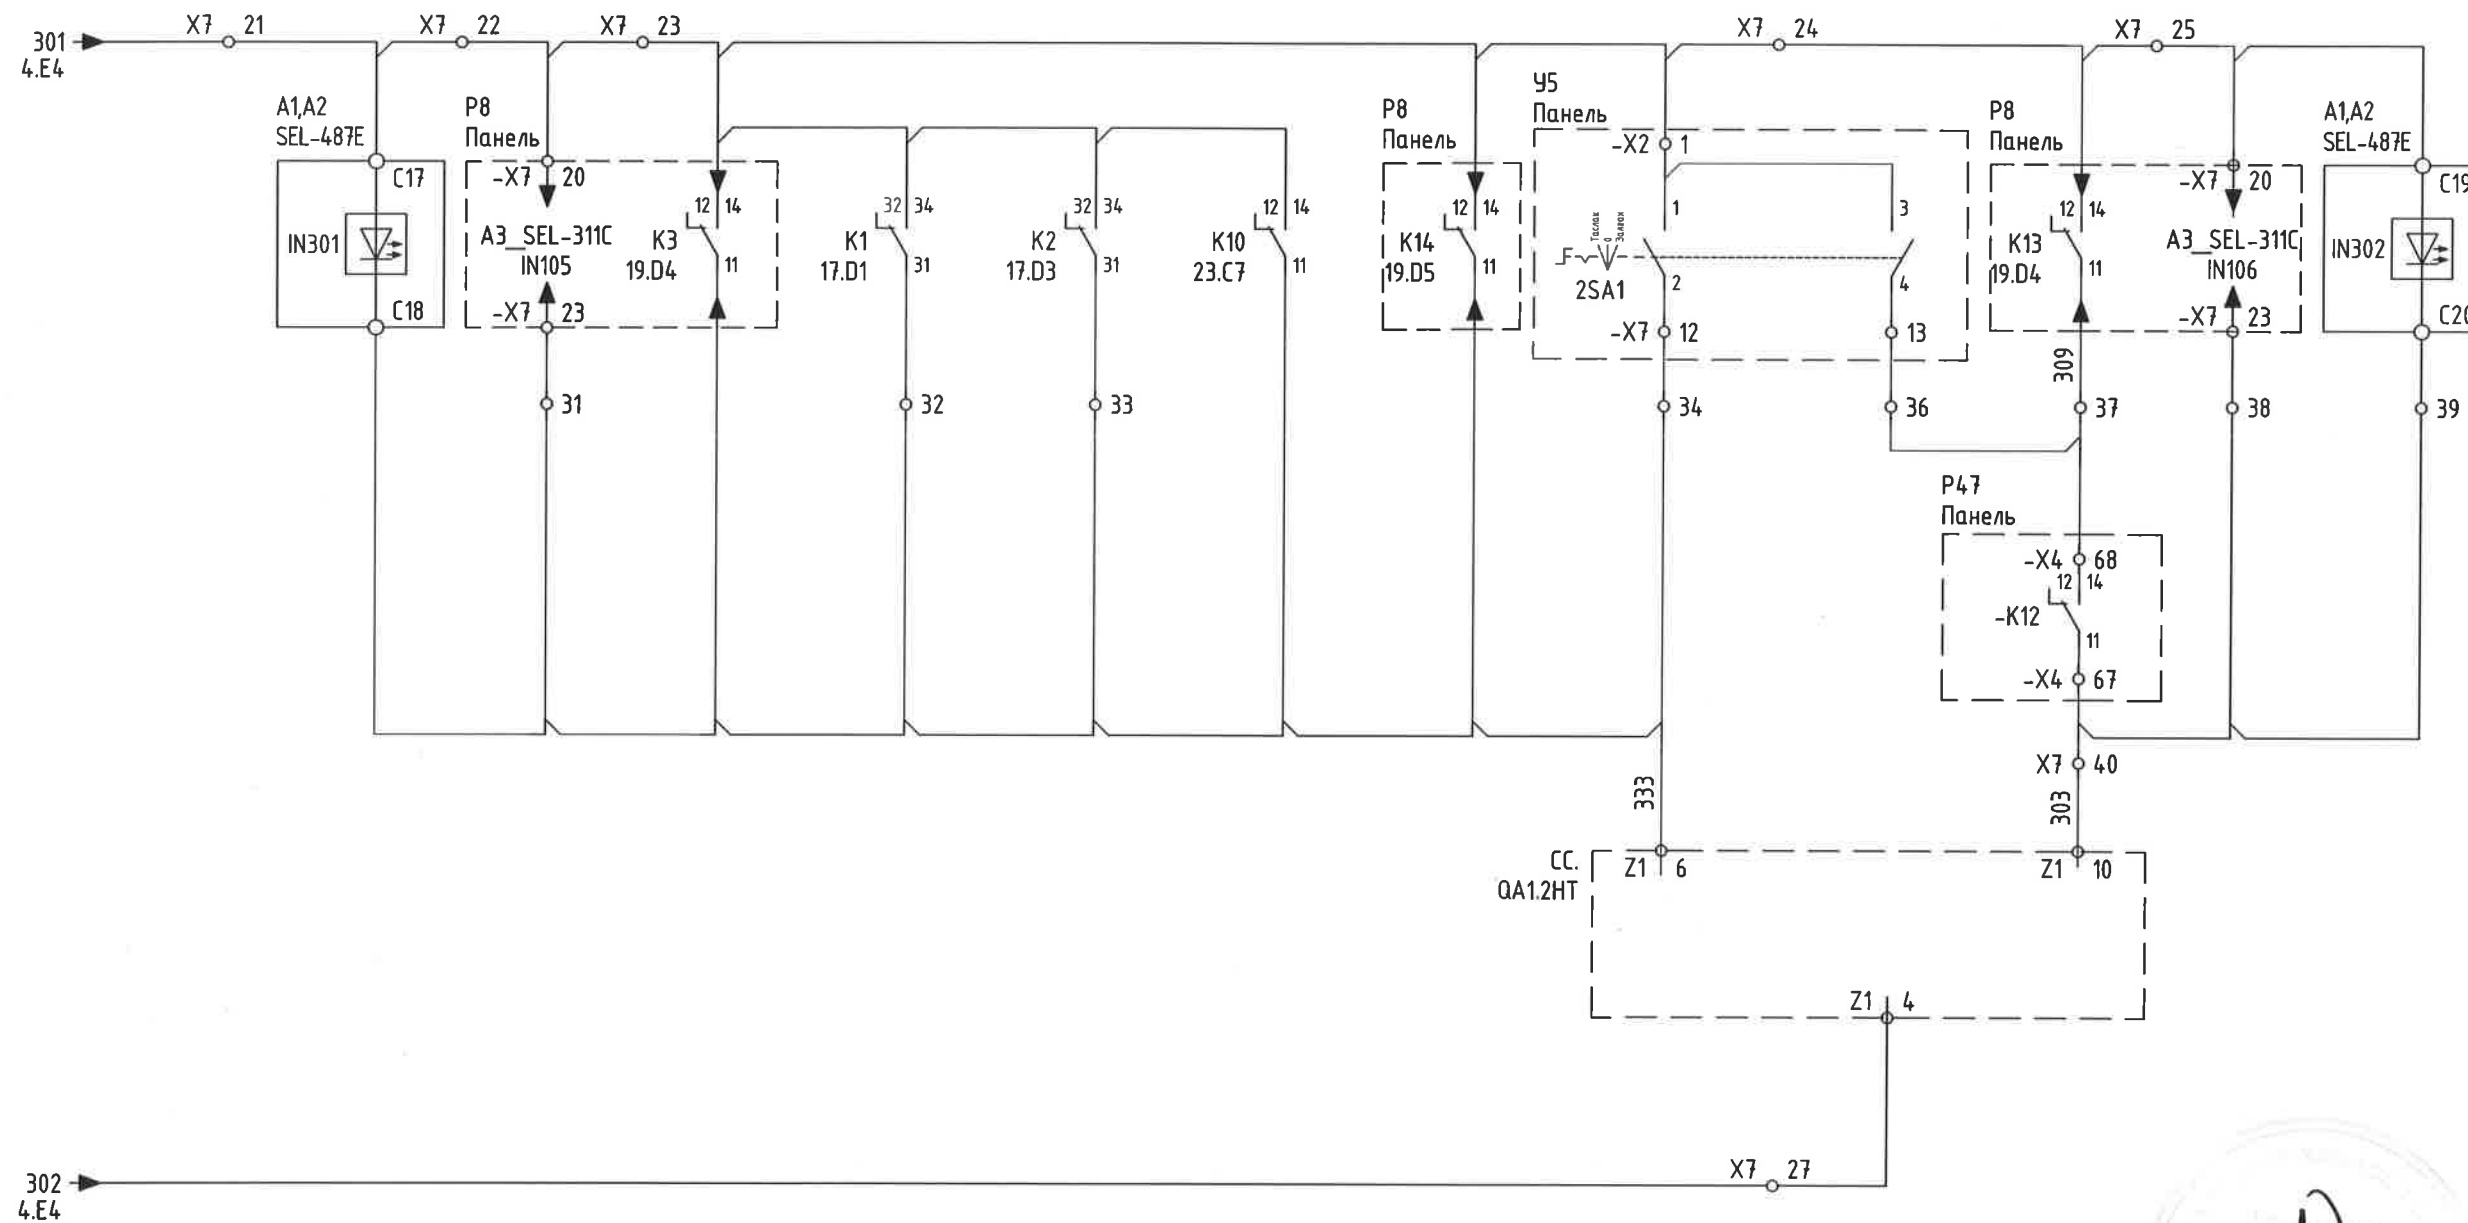 301
4.E4
X7 21
X7 22
X7 23
X7 24
X7 25
A1,A2
SEL-487E
C17
IN301
C18
P8
Панель
-X7 20
A3_SEL-311C
IN105
-X7 23
12 14
K3
19.D4
11
32 34
K1
17.D1
31
32 34
K2
17.D3
31
12 14
K10
23.C7
11
P8
Панель
12 14
K14
19.D5
11
У5
Панель
-X2 1
1
3
Таслах
0
Залгах
2SA1
2
4
-X7 12
13
P8
Панель
12 14
K13
19.D4
11
-X7 20
A3_SEL-311C
IN106
-X7 23
A1,A2
SEL-487E
C19
IN302
C20
309
31
32
33
34
36
37
38
39
P47
Панель
-X4 68
12 14
-K12
11
-X4 67
X7 40
333
303
CC.
QA1.2HT
Z1 6
Z1 10
Z1 4
X7 27
302
4.E4